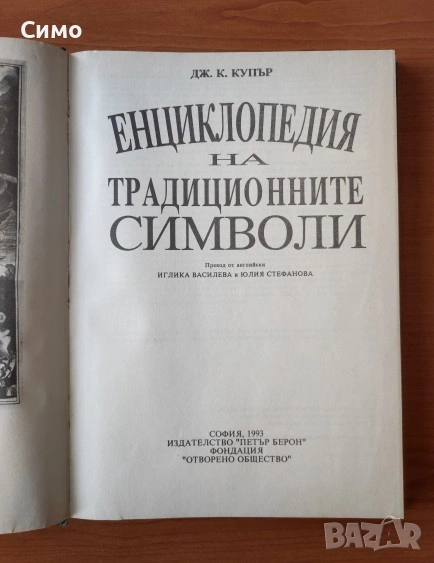 Симо
ДЖ. К. КУПЪР
ЕНЦИКЛОПЕДИЯ
НА
ТРАДИЦИОННИТЕ
СИМВОЛИ
Превод от английски
ИГЛИКА ВАСИЛЕВА и ЮЛИЯ СТЕФАНОВА
СОФИЯ, 1993
ИЗДАТЕЛСТВО "ПЕТЪР БЕРОН"
ФОНДАЦИЯ
"ОТВОРЕНО ОБЩЕСТВО"
BAZAR